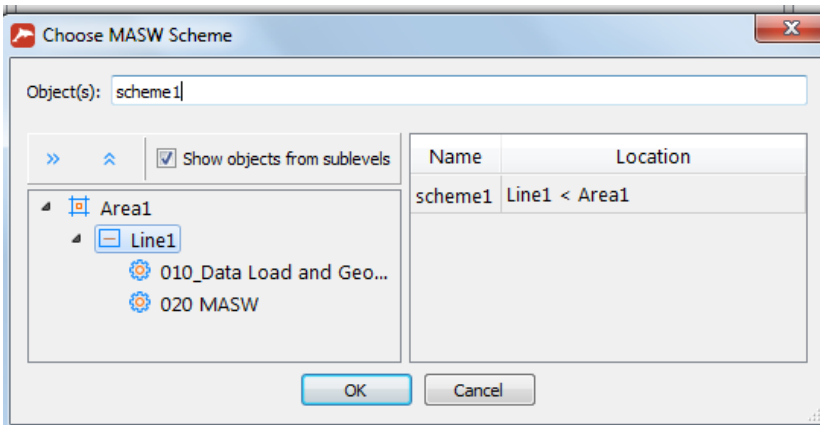 Choose MASW Scheme
Object(s): scheme1
Show objects from sublevels
Name Location
scheme1 Line1 < Area1
Area1
Line1
010_Data Load and Geo...
020 MASW
OK Cancel